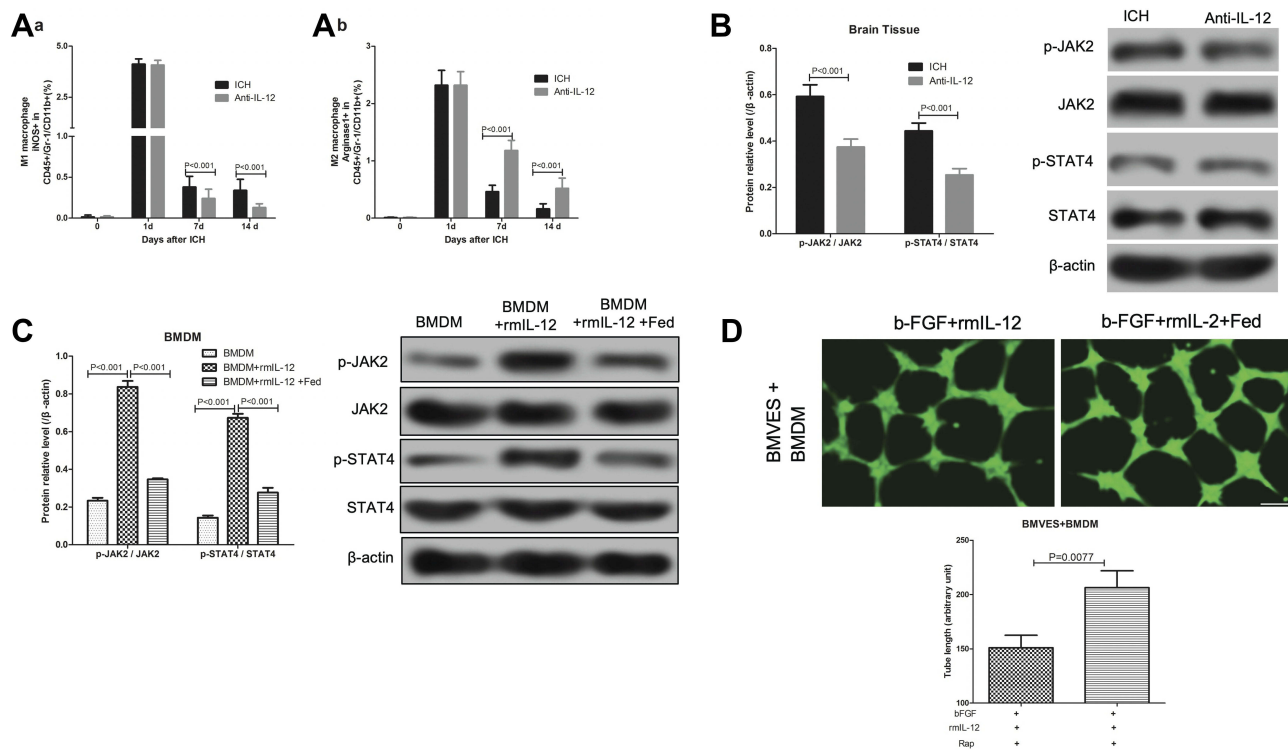 Aa
M1 macrophage
iNOS+ in
CD45+/Gr-1/CD11b+(%)
5.0
2.5
1.0
0.5
0.0
ICH
Anti-IL-12
P<0.001
P<0.001
0
1d
7d
14 d
Days after ICH
Ab
M2 macrophage
Arginase1+ in
CD45+/Gr-1/CD11b+(%)
3
2
1
0
ICH
Anti-IL-12
P<0.001
P<0.001
0
1d
7d
14 d
Days after ICH
B
Brain Tissue
Protein relative level (/β -actin)
0.8
0.6
0.4
0.2
0.0
ICH
Anti-IL-12
P<0.001
P<0.001
p-JAK2 / JAK2
p-STAT4 / STAT4
ICH
Anti-IL-12
p-JAK2
JAK2
p-STAT4
STAT4
β-actin
C
BMDM
Protein relative level (/β -actin)
1.0
0.8
0.6
0.4
0.2
0.0
BMDM
BMDM+rmIL-12
BMDM+rmIL-12 +Fed
P<0.001
P<0.001
P<0.001
P<0.001
p-JAK2 / JAK2
p-STAT4 / STAT4
BMDM
BMDM
+rmIL-12
BMDM
+rmIL-12 +Fed
p-JAK2
JAK2
p-STAT4
STAT4
β-actin
D
b-FGF+rmIL-12
b-FGF+rmIL-2+Fed
BMVES +
BMDM
BMVES+BMDM
Tube length (arbitrary unit)
250
200
150
100
P=0.0077
bFGF + +
rmIL-12 + +
Rap + +